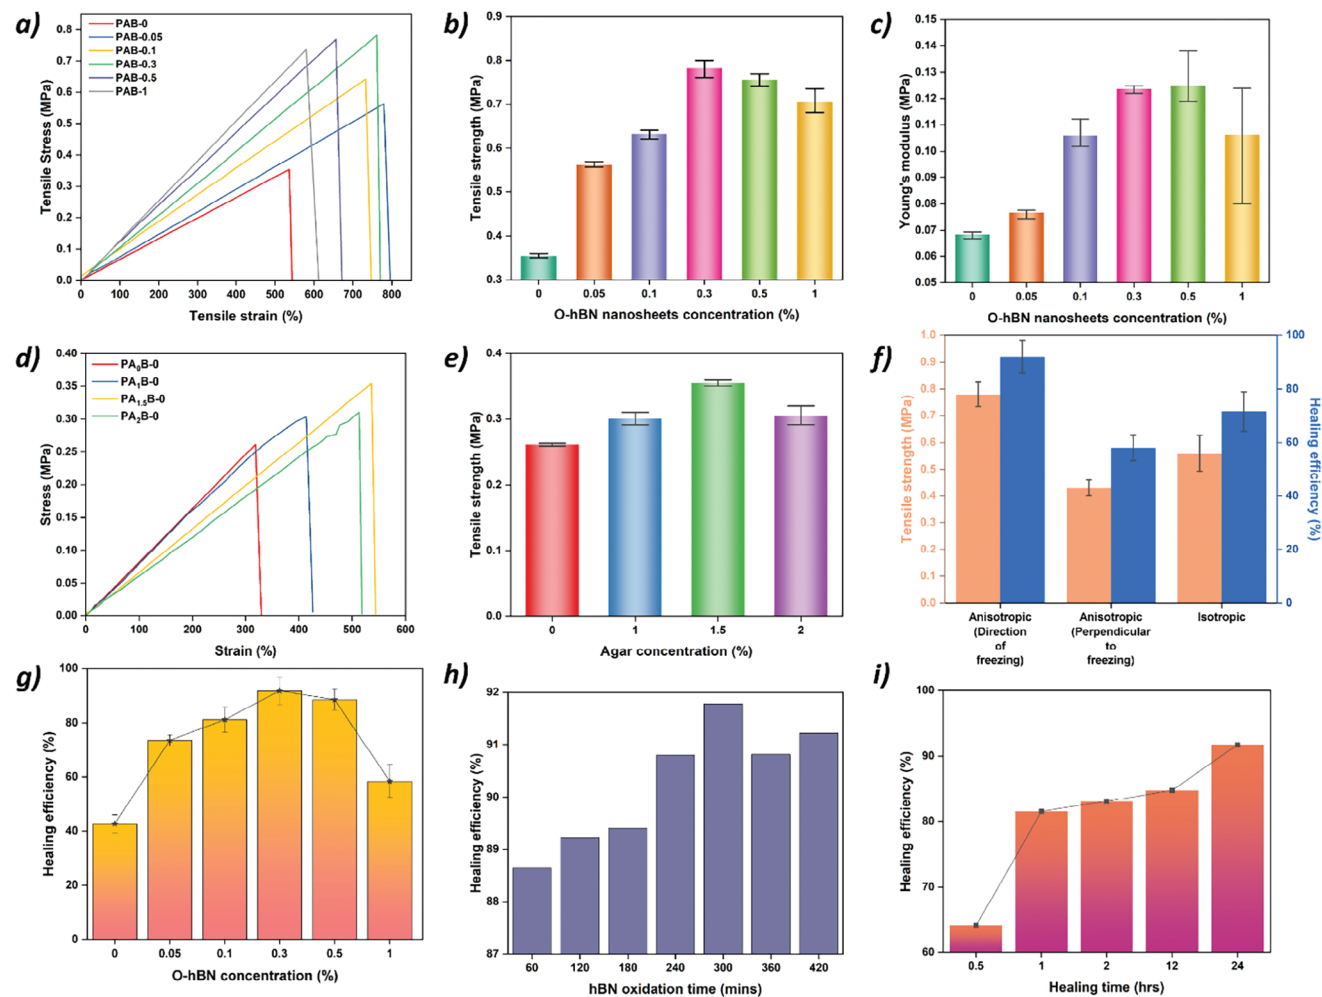 a)
PAB-0
PAB-0.05
PAB-0.1
PAB-0.3
PAB-0.5
PAB-1
0.8
0.7
0.6
0.5
0.4
0.3
0.2
0.1
0.0
Tensile Stress (MPa)
0 100 200 300 400 500 600 700 800
Tensile strain (%)
b)
0.9
0.8
0.7
0.6
0.5
0.4
0.3
Tensile strength (MPa)
0 0.05 0.1 0.3 0.5 1
O-hBN nanosheets concentration (%)
c)
0.15
0.14
0.13
0.12
0.11
0.10
0.09
0.08
0.07
0.06
0.05
Young's modulus (MPa)
0 0.05 0.1 0.3 0.5 1
O-hBN nanosheets concentration (%)
d)
PA₀B-0
PA₁B-0
PA₁.₅B-0
PA₂B-0
0.40
0.35
0.30
0.25
0.20
0.15
0.10
0.05
0.00
Stress (MPa)
0 100 200 300 400 500 600
Strain (%)
e)
0.4
0.3
0.2
0.1
0.0
Tensile strength (MPa)
0 1 1.5 2
Agar concentration (%)
f)
1.0
0.9
0.8
0.7
0.6
0.5
0.4
0.3
0.2
0.1
0.0
Tensile strength (MPa)
100
80
60
40
20
0
Healing efficiency (%)
Anisotropic (Direction of freezing)
Anisotropic (Perpendicular to freezing)
Isotropic
g)
100
80
60
40
20
0
Healing efficiency (%)
0 0.05 0.1 0.3 0.5 1
O-hBN concentration (%)
h)
92
91
90
89
88
87
Healing efficiency (%)
60 120 180 240 300 360 420
hBN oxidation time (mins)
i)
100
90
80
70
60
Healing efficiency (%)
0.5 1 2 12 24
Healing time (hrs)